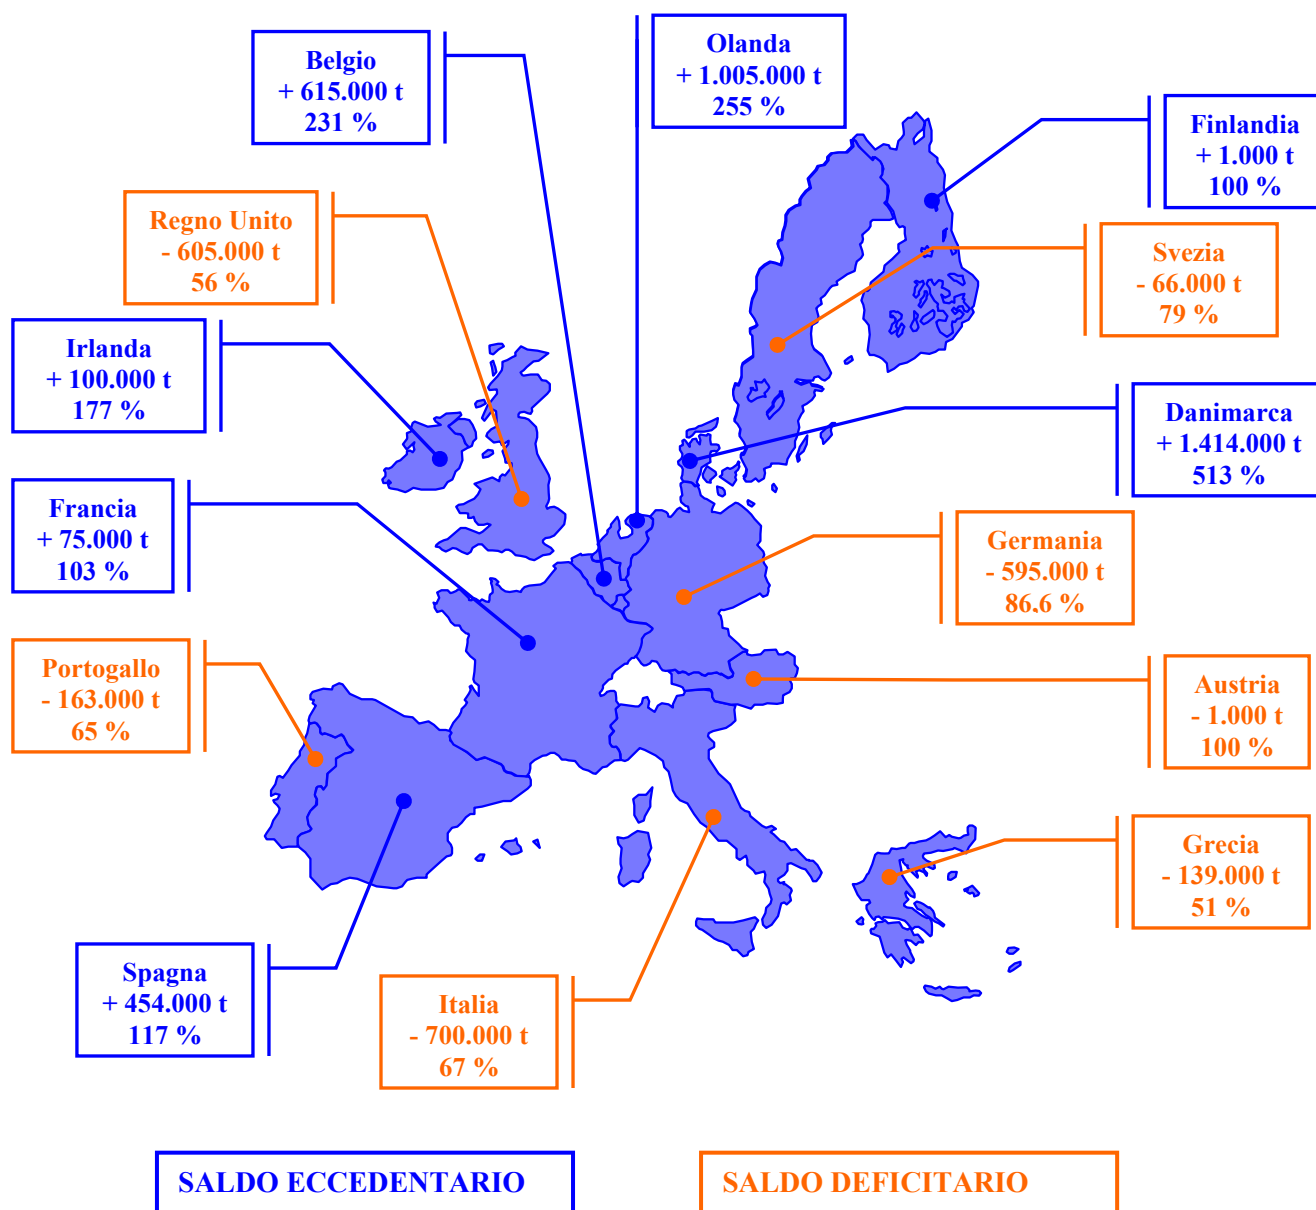 Olanda
+ 1.005.000 t
255 %
Belgio
+ 615.000 t
231 %
Finlandia
+ 1.000 t
100 %
Regno Unito
- 605.000 t
56 %
Svezia
- 66.000 t
79 %
Irlanda
+ 100.000 t
177 %
Danimarca
+ 1.414.000 t
513 %
Francia
+ 75.000 t
103 %
Germania
- 595.000 t
86,6 %
Portogallo
- 163.000 t
65 %
Austria
- 1.000 t
100 %
Grecia
- 139.000 t
51 %
Spagna
+ 454.000 t
117 %
Italia
- 700.000 t
67 %
SALDO ECCEDENTARIO
SALDO DEFICITARIO